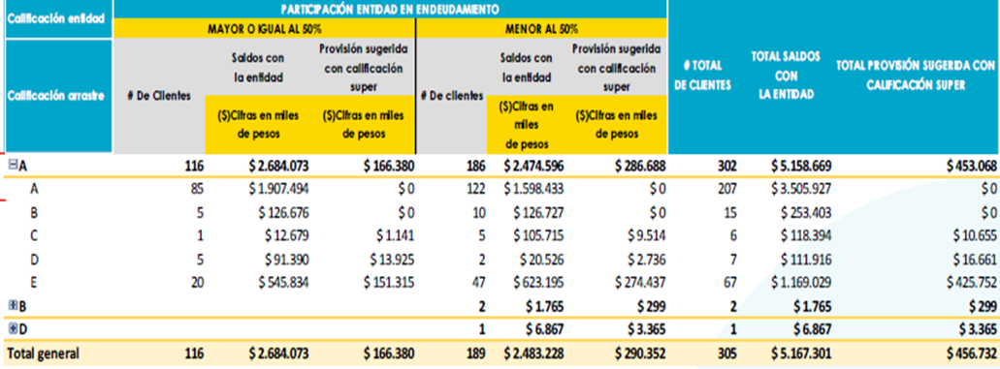 Calificación entidad
PARTICIPACIÓN ENTIDAD EN ENDEUDAMIENTO
MAYOR O IGUAL AL 50% MENOR AL 50%
Calificación arrastre # De Clientes Saldos con la entidad Provisión sugerida con calificación super # De clientes Saldos con la entidad Provisión sugerida con calificación super # TOTAL DE CLIENTES TOTAL SALDOS CON LA ENTIDAD TOTAL PROVISIÓN SUGERIDA CON CALIFICACIÓN SUPER
($)Cifras en miles de pesos ($)Cifras en miles de pesos ($)Cifras en miles de pesos ($)Cifras en miles de pesos
A 116 $ 2.684.073 $ 166.380 186 $ 2.474.596 $ 286.688 302 $ 5.158.669 $ 453.068
A 85 $ 1.907.494 $ 0 122 $ 1.598.433 $ 0 207 $ 3.505.927 $ 0
B 5 $ 126.676 $ 0 10 $ 126.727 $ 0 15 $ 253.403 $ 0
C 1 $ 12.679 $ 1.141 5 $ 105.715 $ 9.514 6 $ 118.394 $ 10.655
D 5 $ 91.390 $ 13.925 2 $ 20.526 $ 2.736 7 $ 111.916 $ 16.661
E 20 $ 545.834 $ 151.315 47 $ 623.195 $ 274.437 67 $ 1.169.029 $ 425.752
B 2 $ 1.765 $ 299 2 $ 1.765 $ 299
D 1 $ 6.867 $ 3.365 1 $ 6.867 $ 3.365
Total general 116 $ 2.684.073 $ 166.380 189 $ 2.483.228 $ 290.352 305 $ 5.167.301 $ 456.732